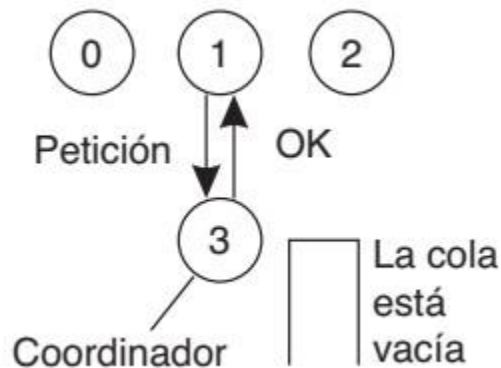 0 1 2
Petición OK
3
La cola
está
vacía
Coordinador